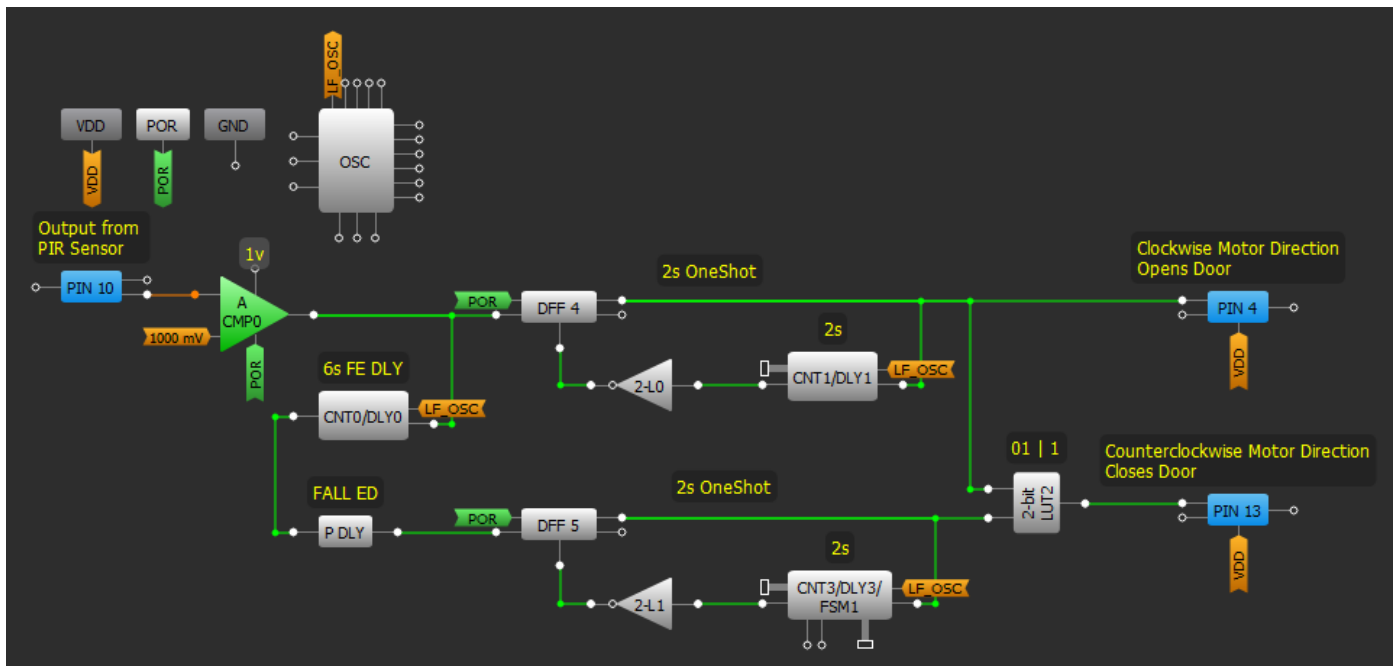 LF_OSC
VDD
POR
GND
OSC
VDD
POR
Output from
PIR Sensor
1v
2s OneShot
Clockwise Motor Direction
Opens Door
PIN 10
A
CMP0
POR
DFF 4
PIN 4
1000 mV
2s
VDD
POR
6s FE DLY
2-L0
CNT1/DLY1
LF_OSC
CNT0/DLY0
LF_OSC
01 | 1
Counterclockwise Motor Direction
Closes Door
FALL ED
2s OneShot
2-bit
LUT2
P DLY
POR
DFF 5
PIN 13
2s
VDD
2-L1
CNT3/DLY3/
FSM1
LF_OSC